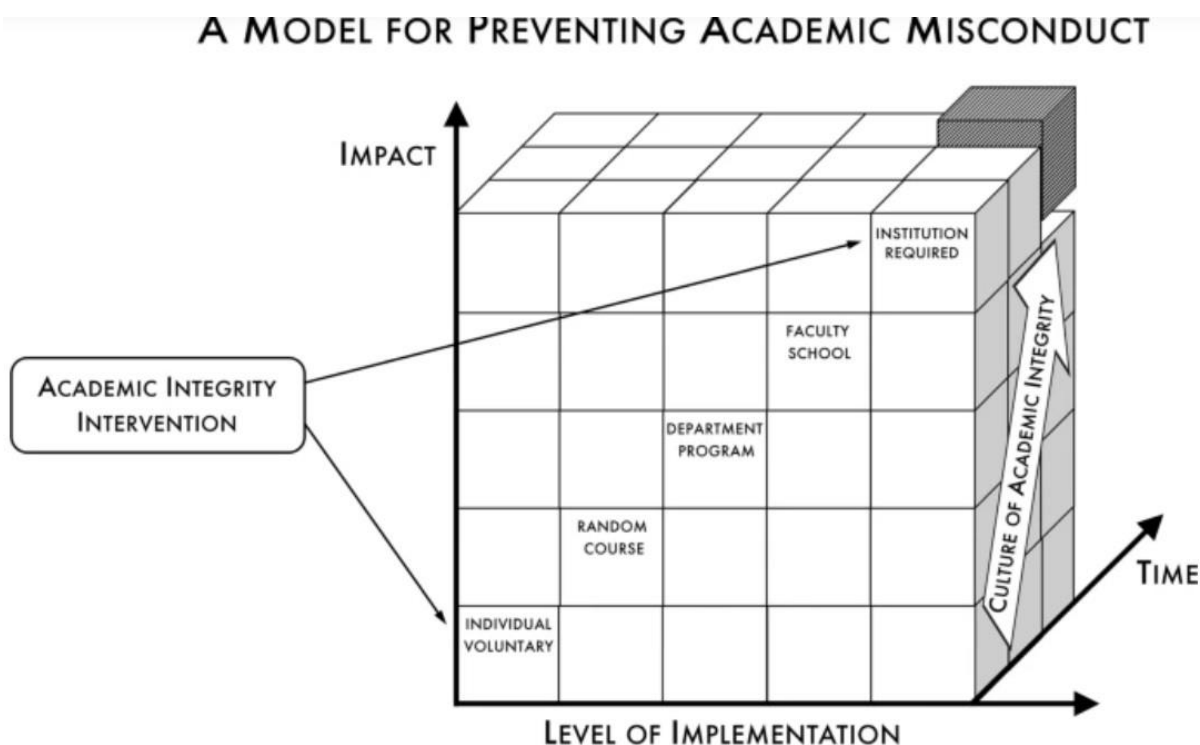 A MODEL FOR PREVENTING ACADEMIC MISCONDUCT
IMPACT
INSTITUTION
REQUIRED
FACULTY
SCHOOL
ACADEMIC INTEGRITY
INTERVENTION
DEPARTMENT
PROGRAM
RANDOM
COURSE
INDIVIDUAL
VOLUNTARY
CULTURE OF ACADEMIC INTEGRITY
TIME
LEVEL OF IMPLEMENTATION